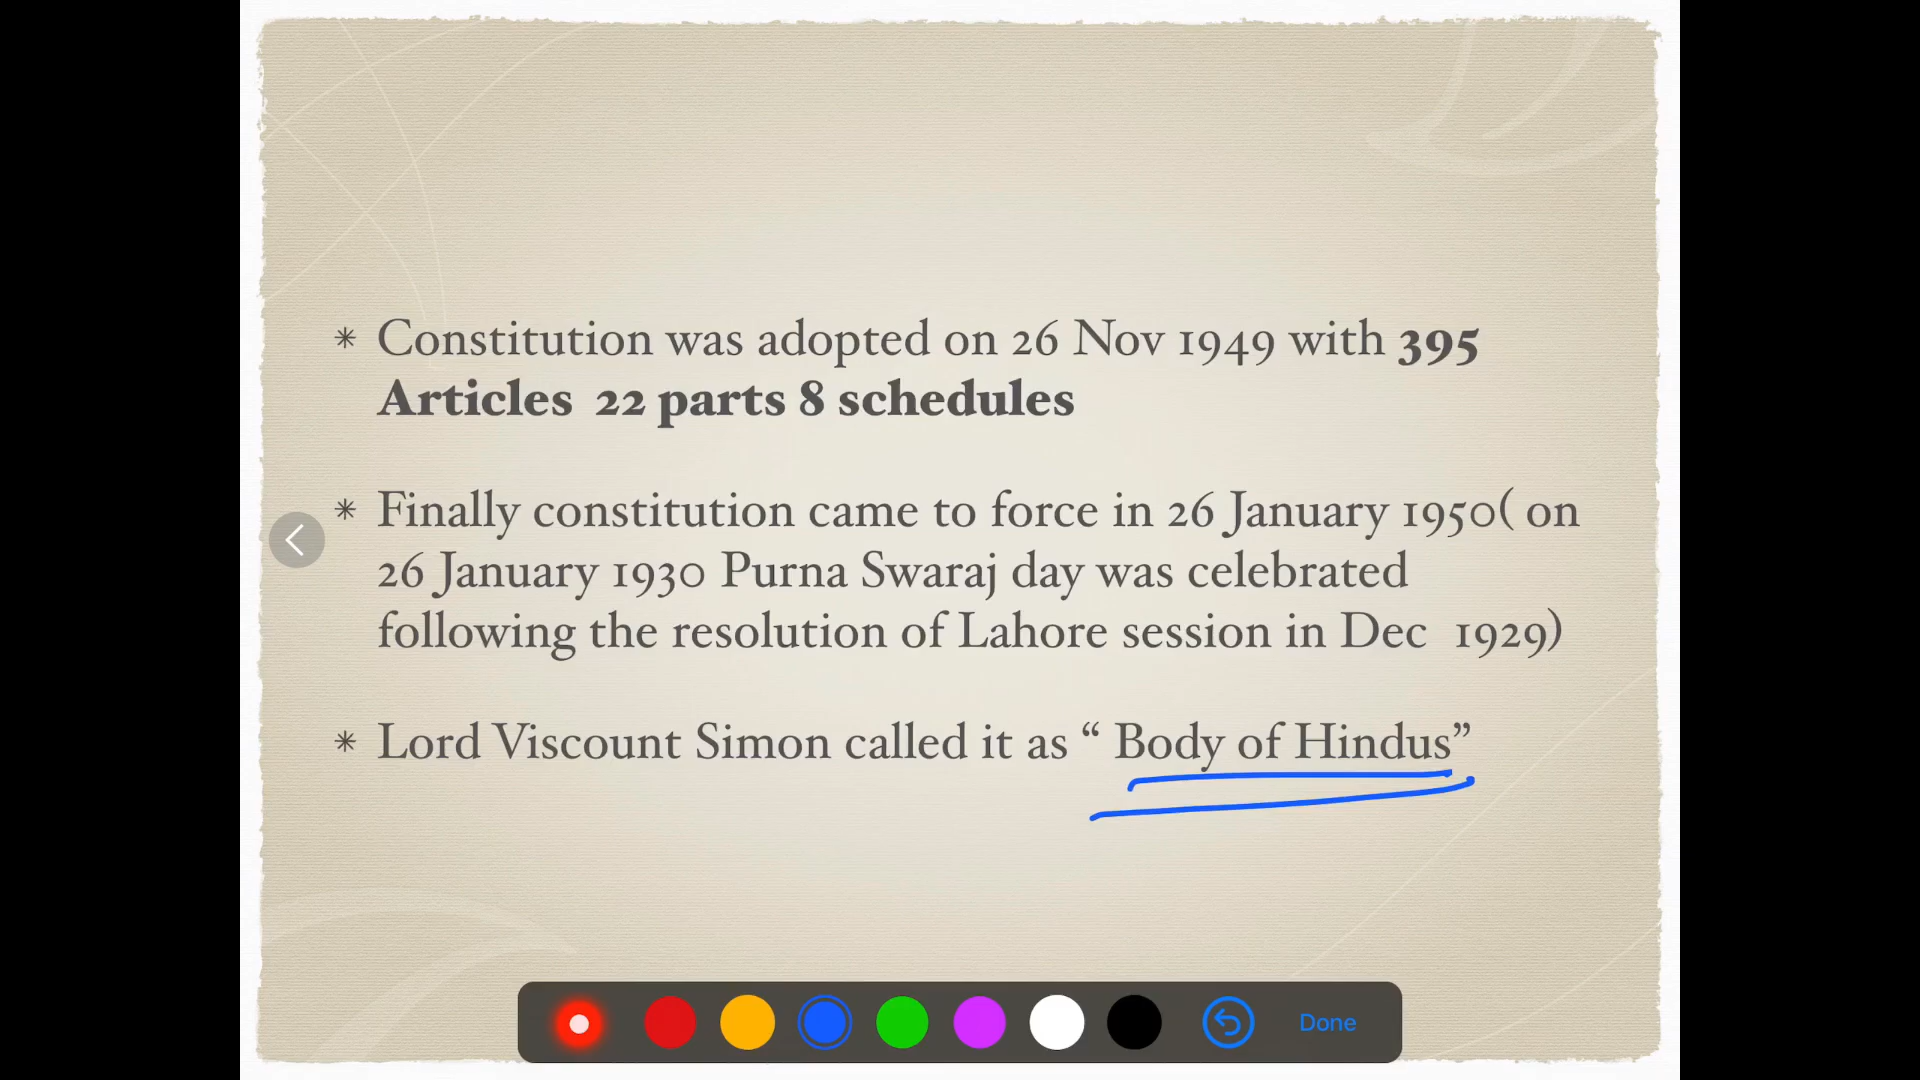 * Constitution was adopted on 26 Nov 1949 with 395
Articles 22 parts 8 schedules
* Finally constitution came to force in 26 January 1950( on
26 January 1930 Purna Swaraj day was celebrated
following the resolution of Lahore session in Dec 1929)
* Lord Viscount Simon called it as “ Body of Hindus”
Done